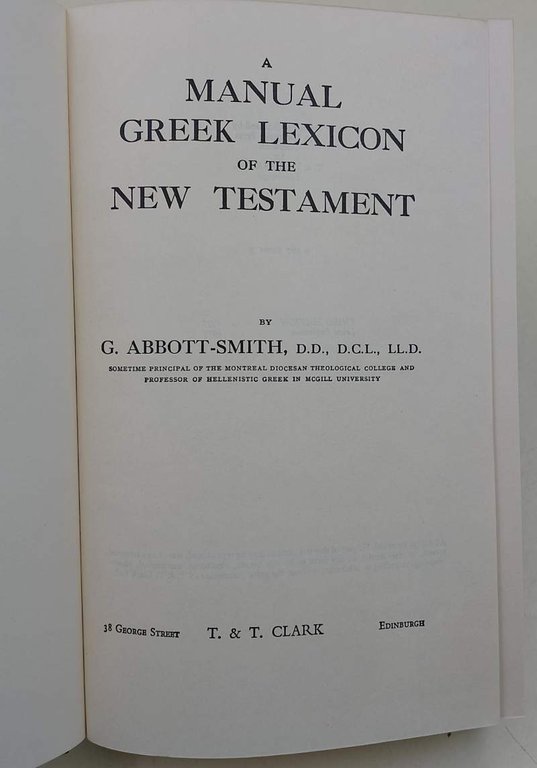 A
MANUAL
GREEK LEXICON
OF THE
NEW TESTAMENT
BY
G. ABBOTT-SMITH, D.D., D.C.L., LL.D.
SOMETIME PRINCIPAL OF THE MONTREAL DIOCESAN THEOLOGICAL COLLEGE AND
PROFESSOR OF HELLENISTIC GREEK IN MCGILL UNIVERSITY
38 GEORGE STREET T. & T. CLARK EDINBURGH